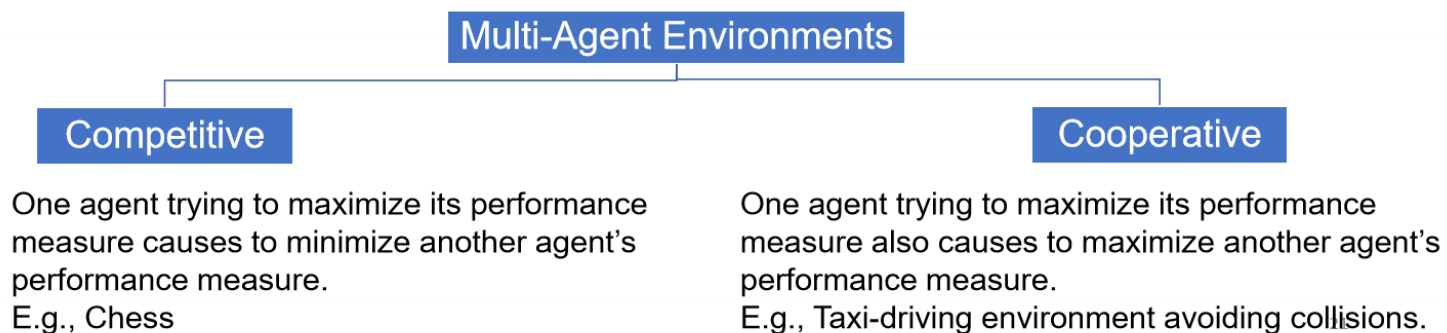 Multi-Agent Environments
Competitive
Cooperative
One agent trying to maximize its performance
measure causes to minimize another agent's
performance measure.
E.g., Chess
One agent trying to maximize its performance
measure also causes to maximize another agent's
performance measure.
E.g., Taxi-driving environment avoiding collisions.